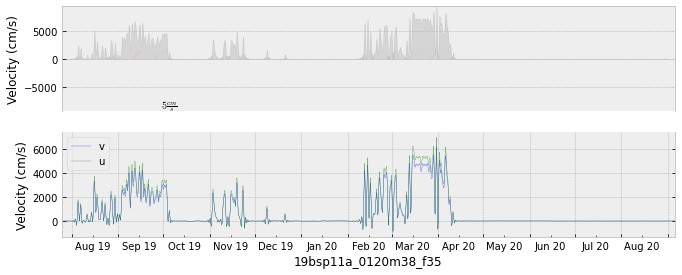 Velocity (cm/s)
5000
0
−5000
5 cm/s
Velocity (cm/s)
6000
4000
2000
0
v
u
Aug 19 Sep 19 Oct 19 Nov 19 Dec 19 Jan 20 Feb 20 Mar 20 Apr 20 May 20 Jun 20 Jul 20 Aug 20
19bsp11a_0120m38_f35